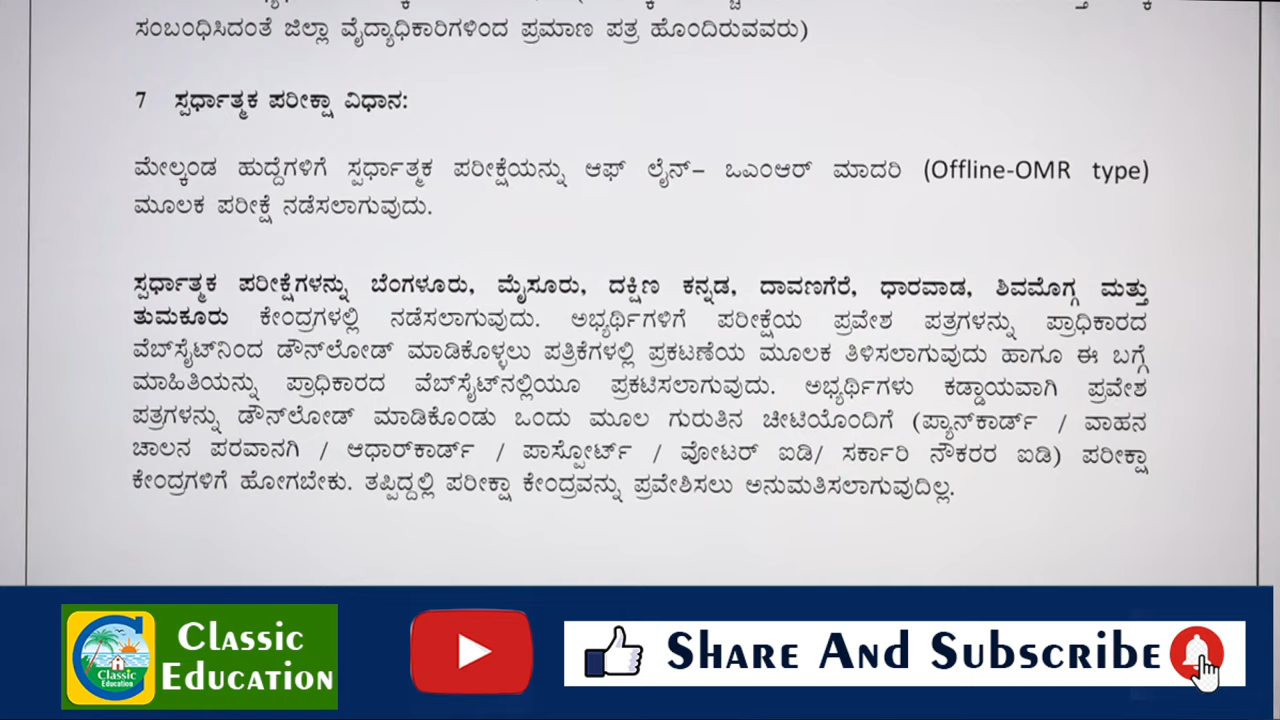 ಸಂಬಂಧಿಸಿದಂತೆ ಜಿಲ್ಲಾ ವೈದ್ಯಾಧಿಕಾರಿಗಳಿಂದ ಪ್ರಮಾಣ ಪತ್ರ ಹೊಂದಿರುವವರು)
7 ಸ್ಪರ್ಧಾತ್ಮಕ ಪರೀಕ್ಷಾ ವಿಧಾನ:
ಮೇಲ್ಕಂಡ ಹುದ್ದೆಗಳಿಗೆ ಸ್ಪರ್ಧಾತ್ಮಕ ಪರೀಕ್ಷೆಯನ್ನು ಆಫ್ ಲೈನ್– ಒಎಂಆರ್ ಮಾದರಿ (Offline-OMR type)
ಮೂಲಕ ಪರೀಕ್ಷೆ ನಡೆಸಲಾಗುವುದು.
ಸ್ಪರ್ಧಾತ್ಮಕ ಪರೀಕ್ಷೆಗಳನ್ನು ಬೆಂಗಳೂರು, ಮೈಸೂರು, ದಕ್ಷಿಣ ಕನ್ನಡ, ದಾವಣಗೆರೆ, ಧಾರವಾಡ, ಶಿವಮೊಗ್ಗ ಮತ್ತು
ತುಮಕೂರು ಕೇಂದ್ರಗಳಲ್ಲಿ ನಡೆಸಲಾಗುವುದು. ಅಭ್ಯರ್ಥಿಗಳಿಗೆ ಪರೀಕ್ಷೆಯ ಪ್ರವೇಶ ಪತ್ರಗಳನ್ನು ಪ್ರಾಧಿಕಾರದ
ವೆಬ್‌ಸೈಟ್‌ನಿಂದ ಡೌನ್‌ಲೋಡ್ ಮಾಡಿಕೊಳ್ಳಲು ಪತ್ರಿಕೆಗಳಲ್ಲಿ ಪ್ರಕಟಣೆಯ ಮೂಲಕ ತಿಳಿಸಲಾಗುವುದು ಹಾಗೂ ಈ ಬಗ್ಗೆ
ಮಾಹಿತಿಯನ್ನು ಪ್ರಾಧಿಕಾರದ ವೆಬ್‌ಸೈಟ್‌ನಲ್ಲಿಯೂ ಪ್ರಕಟಿಸಲಾಗುವುದು. ಅಭ್ಯರ್ಥಿಗಳು ಕಡ್ಡಾಯವಾಗಿ ಪ್ರವೇಶ
ಪತ್ರಗಳನ್ನು ಡೌನ್‌ಲೋಡ್ ಮಾಡಿಕೊಂಡು ಒಂದು ಮೂಲ ಗುರುತಿನ ಚೀಟಿಯೊಂದಿಗೆ (ಪ್ಯಾನ್‌ಕಾರ್ಡ್ / ವಾಹನ
ಚಾಲನ ಪರವಾನಗಿ / ಆಧಾರ್‌ಕಾರ್ಡ್ / ಪಾಸ್ಪೋರ್ಟ್ / ವೋಟರ್ ಐಡಿ/ ಸರ್ಕಾರಿ ನೌಕರರ ಐಡಿ) ಪರೀಕ್ಷಾ
ಕೇಂದ್ರಗಳಿಗೆ ಹೋಗಬೇಕು. ತಪ್ಪಿದ್ದಲ್ಲಿ ಪರೀಕ್ಷಾ ಕೇಂದ್ರವನ್ನು ಪ್ರವೇಶಿಸಲು ಅನುಮತಿಸಲಾಗುವುದಿಲ್ಲ.
Classic
Education
Classic
Education
Share And Subscribe